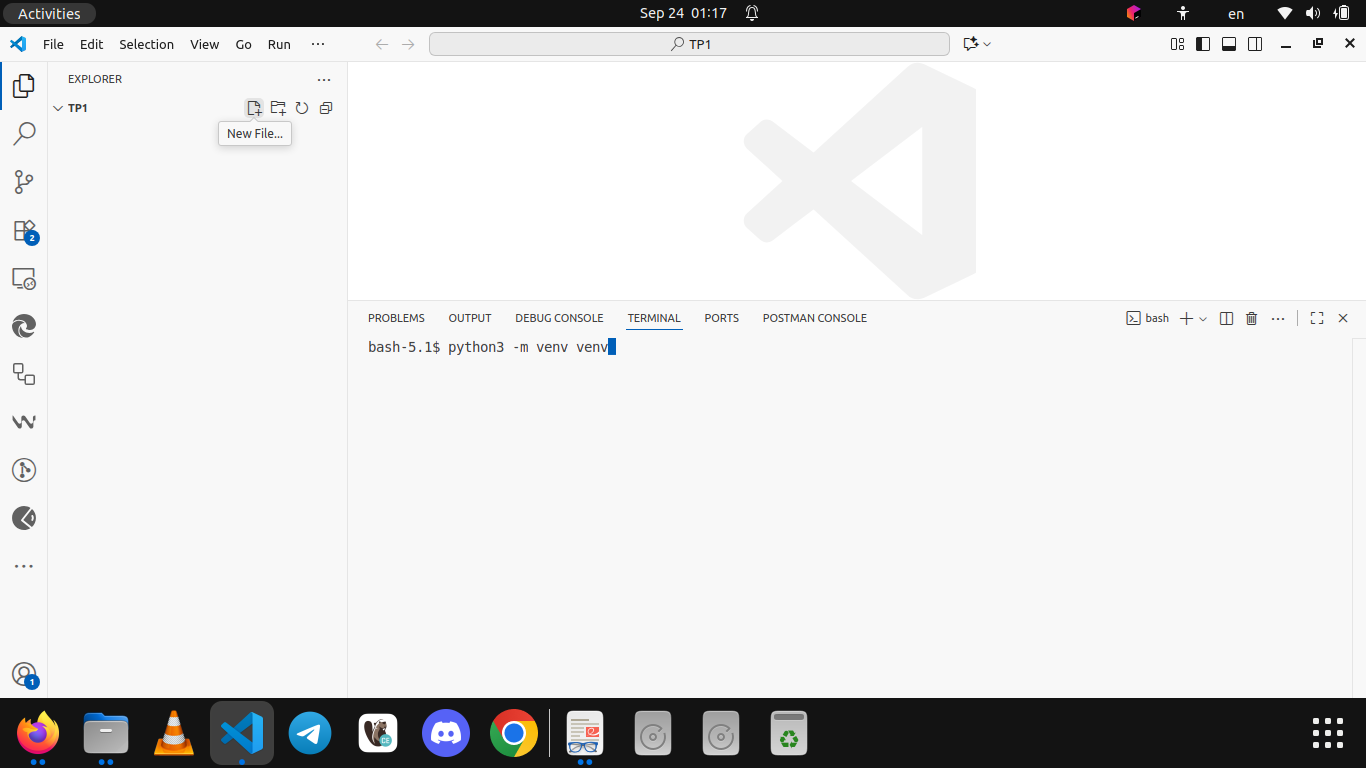 Activities
Sep 24 01:17
en
File Edit Selection View Go Run ···
TP1
EXPLORER
TP1
New File...
2
PROBLEMS OUTPUT DEBUG CONSOLE TERMINAL PORTS POSTMAN CONSOLE
bash
bash-5.1$ python3 -m venv venv
1
DE